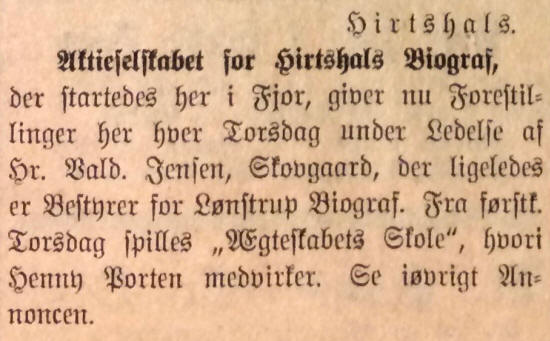 Hirtshals.
Aktieselskabet for Hirtshals Biograf,
der startedes her i Fjor, giver nu Forestil-
linger her hver Torsdag under Ledelse af
Hr. Vald. Jensen, Skovgaard, der ligeledes
er Bestyrer for Lønstrup Biograf. Fra førstk.
Torsdag spilles „Ægteskabets Skole“, hvori
Henny Porten medvirker. Se iøvrigt An-
noncen.